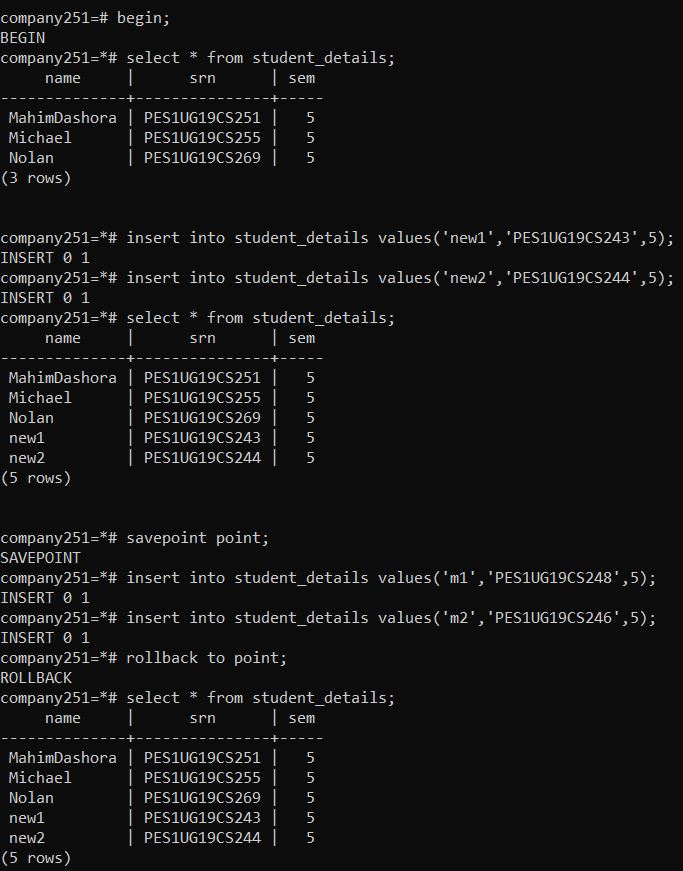 company251=# begin;
BEGIN
company251=*# select * from student_details;
     name     |      srn      | sem
--------------+---------------+-----
 MahimDashora | PES1UG19CS251 |   5
 Michael      | PES1UG19CS255 |   5
 Nolan        | PES1UG19CS269 |   5
(3 rows)
company251=*# insert into student_details values('new1','PES1UG19CS243',5);
INSERT 0 1
company251=*# insert into student_details values('new2','PES1UG19CS244',5);
INSERT 0 1
company251=*# select * from student_details;
     name     |      srn      | sem
--------------+---------------+-----
 MahimDashora | PES1UG19CS251 |   5
 Michael      | PES1UG19CS255 |   5
 Nolan        | PES1UG19CS269 |   5
 new1         | PES1UG19CS243 |   5
 new2         | PES1UG19CS244 |   5
(5 rows)
company251=*# savepoint point;
SAVEPOINT
company251=*# insert into student_details values('m1','PES1UG19CS248',5);
INSERT 0 1
company251=*# insert into student_details values('m2','PES1UG19CS246',5);
INSERT 0 1
company251=*# rollback to point;
ROLLBACK
company251=*# select * from student_details;
     name     |      srn      | sem
--------------+---------------+-----
 MahimDashora | PES1UG19CS251 |   5
 Michael      | PES1UG19CS255 |   5
 Nolan        | PES1UG19CS269 |   5
 new1         | PES1UG19CS243 |   5
 new2         | PES1UG19CS244 |   5
(5 rows)